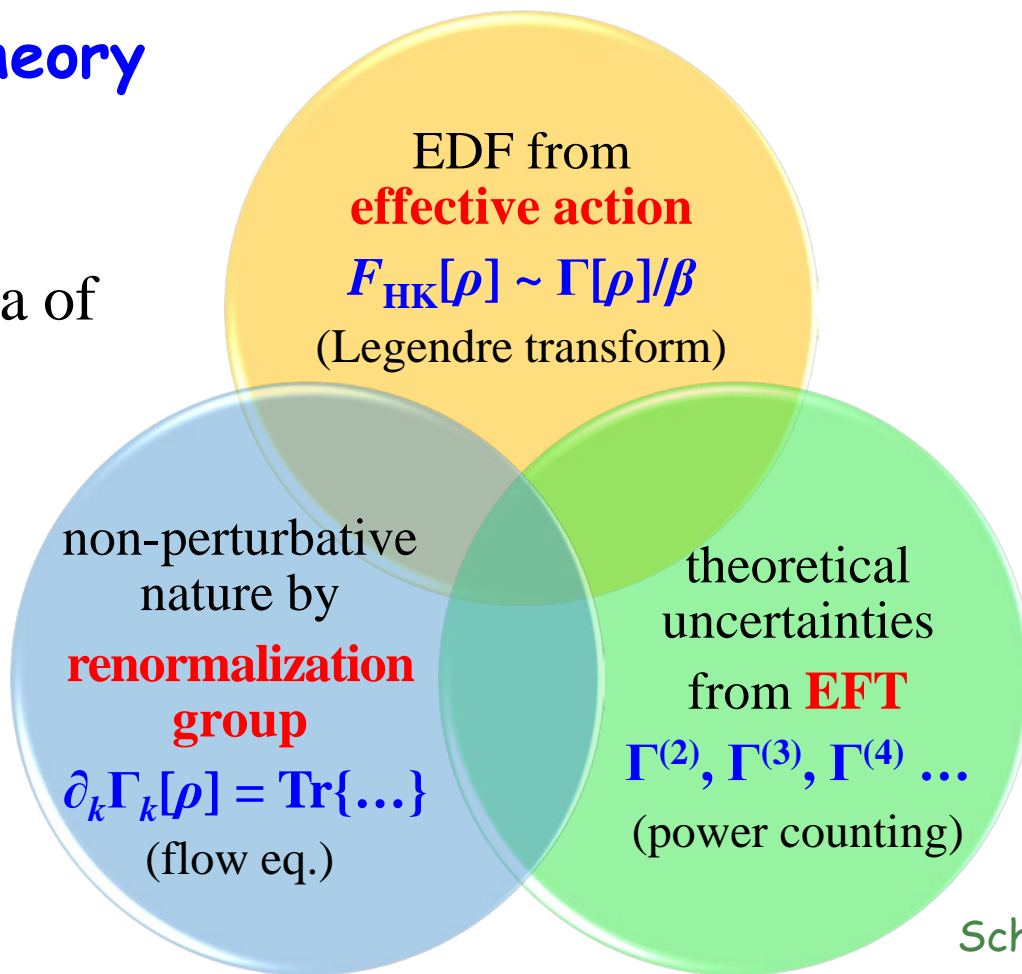 heory
a of
EDF from
effective action
F_HK[ρ] ~ Γ[ρ]/β
(Legendre transform)
non-perturbative
nature by
renormalization
group
∂_kΓ_k[ρ] = Tr{…}
(flow eq.)
theoretical
uncertainties
from EFT
Γ⁽²⁾, Γ⁽³⁾, Γ⁽⁴⁾ …
(power counting)
Sch